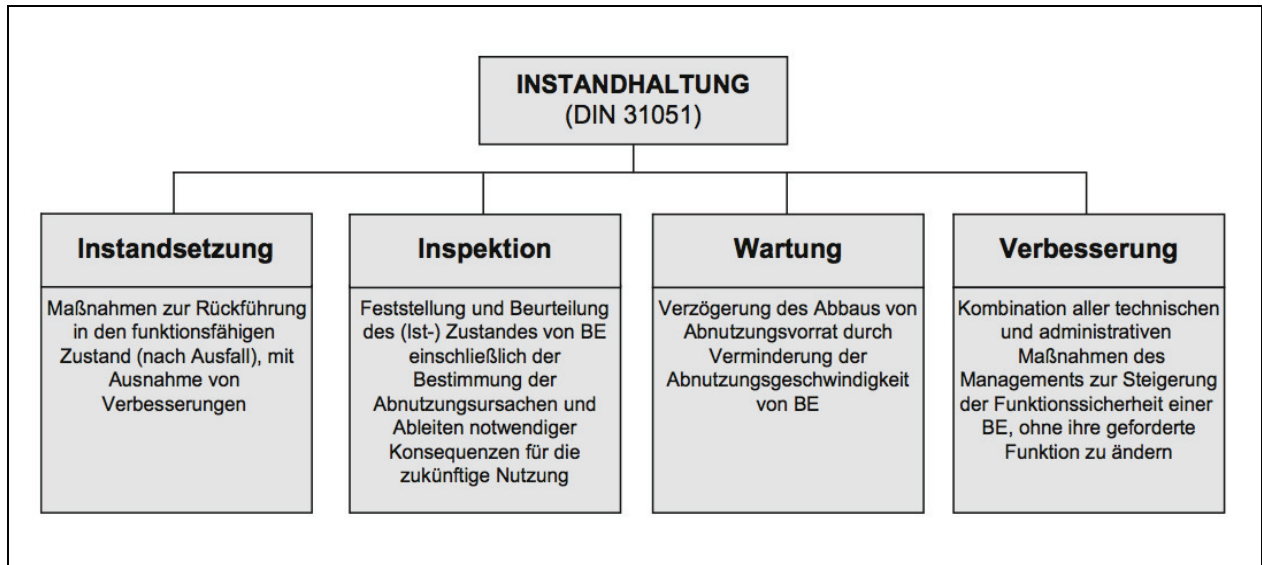 INSTANDHALTUNG
(DIN 31051)
Instandsetzung
Maßnahmen zur Rückführung
in den funktionsfähigen
Zustand (nach Ausfall), mit
Ausnahme von
Verbesserungen
Inspektion
Feststellung und Beurteilung
des (Ist-) Zustandes von BE
einschließlich der
Bestimmung der
Abnutzungsursachen und
Ableiten notwendiger
Konsequenzen für die
zukünftige Nutzung
Wartung
Verzögerung des Abbaus von
Abnutzungsvorrat durch
Verminderung der
Abnutzungsgeschwindigkeit
von BE
Verbesserung
Kombination aller technischen
und administrativen
Maßnahmen des
Managements zur Steigerung
der Funktionssicherheit einer
BE, ohne ihre geforderte
Funktion zu ändern